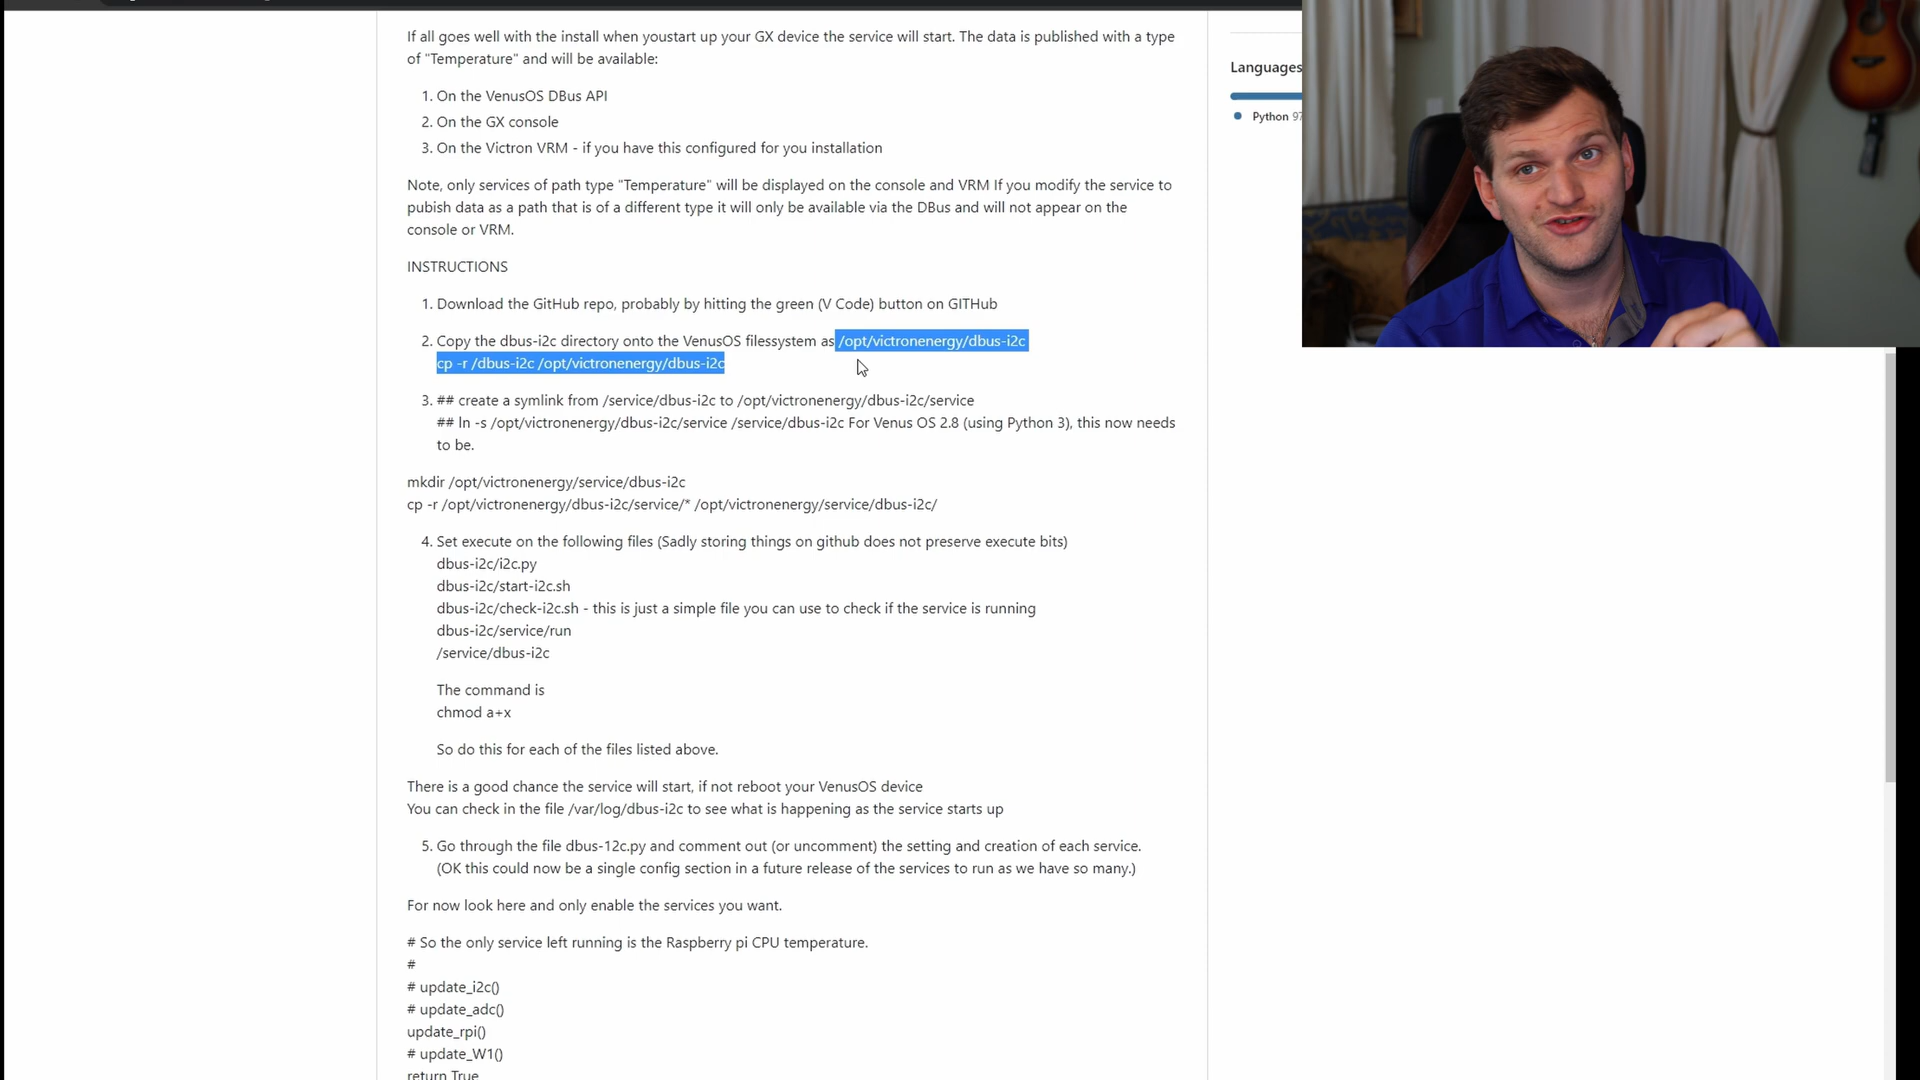 If all goes well with the install when youstart up your GX device the service will start. The data is published with a type
of "Temperature" and will be available:
1. On the VenusOS DBus API
2. On the GX console
3. On the Victron VRM - if you have this configured for you installation
Note, only services of path type "Temperature" will be displayed on the console and VRM If you modify the service to
pubish data as a path that is of a different type it will only be available via the DBus and will not appear on the
console or VRM.
INSTRUCTIONS
1. Download the GitHub repo, probably by hitting the green (V Code) button on GITHub
2. Copy the dbus-i2c directory onto the VenusOS filessystem as /opt/victronenergy/dbus-i2c
cp -r /dbus-i2c /opt/victronenergy/dbus-i2c
3. ## create a symlink from /service/dbus-i2c to /opt/victronenergy/dbus-i2c/service
## ln -s /opt/victronenergy/dbus-i2c/service /service/dbus-i2c For Venus OS 2.8 (using Python 3), this now needs
to be.
mkdir /opt/victronenergy/service/dbus-i2c
cp -r /opt/victronenergy/dbus-i2c/service/* /opt/victronenergy/service/dbus-i2c/
4. Set execute on the following files (Sadly storing things on github does not preserve execute bits)
dbus-i2c/i2c.py
dbus-i2c/start-i2c.sh
dbus-i2c/check-i2c.sh - this is just a simple file you can use to check if the service is running
dbus-i2c/service/run
/service/dbus-i2c
The command is
chmod a+x
So do this for each of the files listed above.
There is a good chance the service will start, if not reboot your VenusOS device
You can check in the file /var/log/dbus-i2c to see what is happening as the service starts up
5. Go through the file dbus-12c.py and comment out (or uncomment) the setting and creation of each service.
(OK this could now be a single config section in a future release of the services to run as we have so many.)
For now look here and only enable the services you want.
# So the only service left running is the Raspberry pi CPU temperature.
#
# update_i2c()
# update_adc()
update_rpi()
# update_W1()
return True
Languages
Python 97